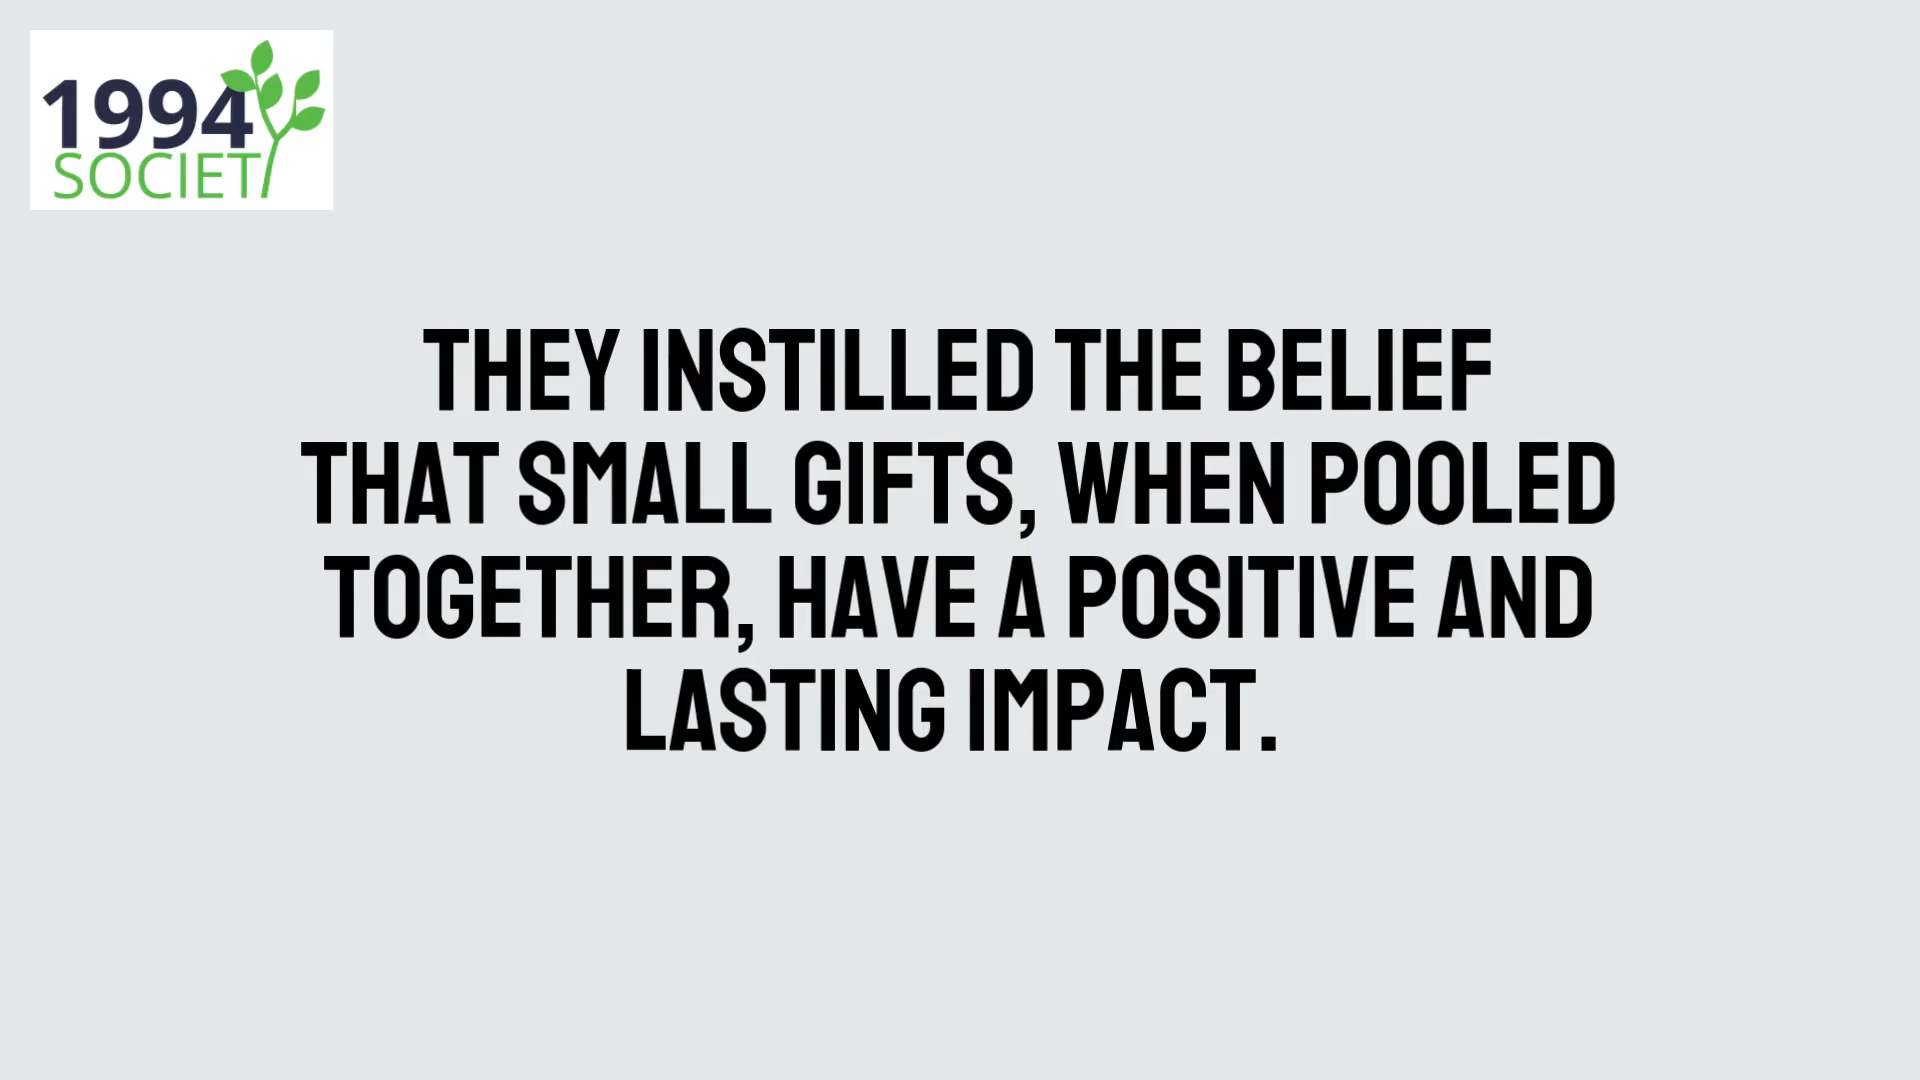 1994
SOCIETY
THEY INSTILLED THE BELIEF
THAT SMALL GIFTS, WHEN POOLED
TOGETHER, HAVE A POSITIVE AND
LASTING IMPACT.